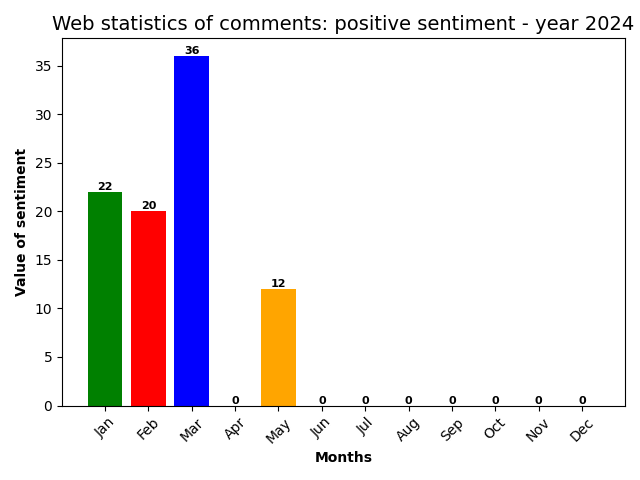 Web statistics of comments: positive sentiment - year 2024
36
35
30
25
22
20
20
15
12
10
5
0
0
0
0
0
0
0
0
0
Value of sentiment
Jan
Feb
Mar
Apr
May
Jun
Jul
Aug
Sep
Oct
Nov
Dec
Months